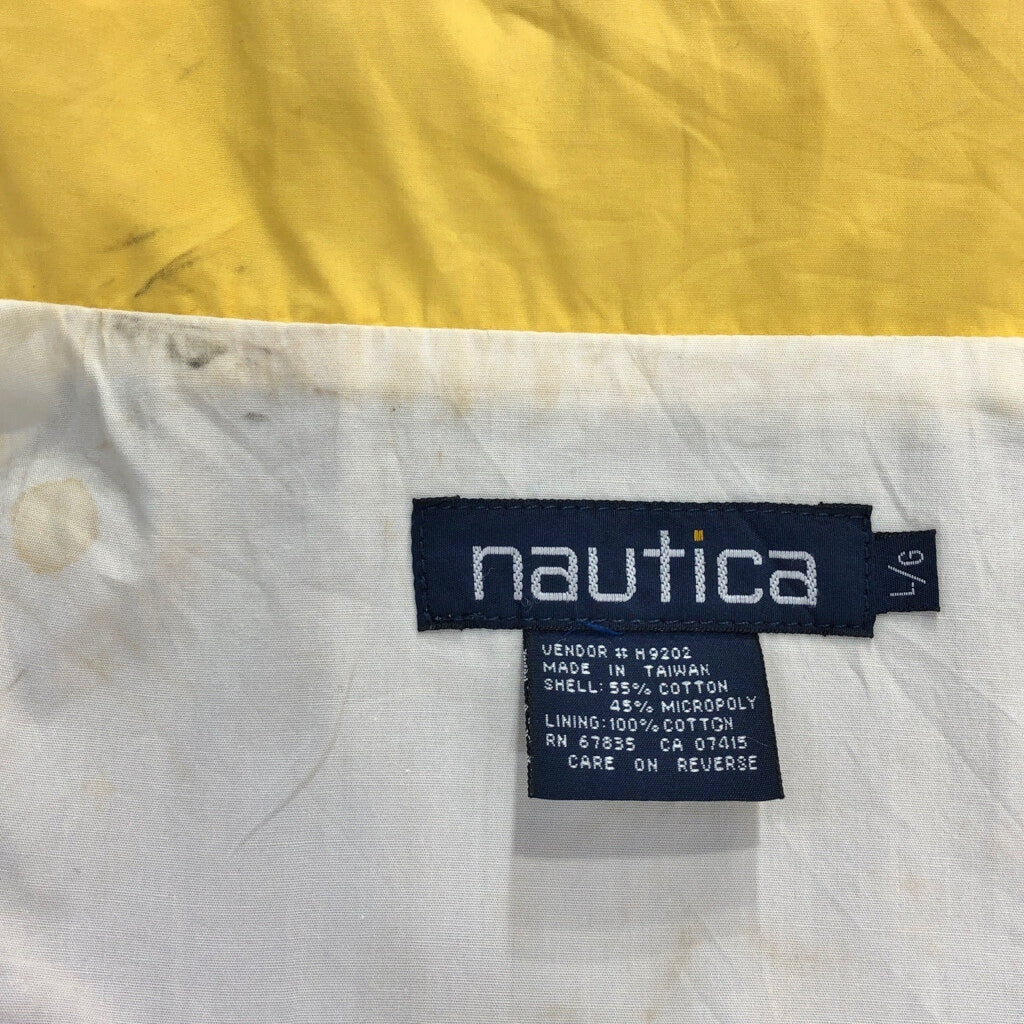 nautica
L/G
VENDOR # H9202
MADE IN TAIWAN
SHELL: 55% COTTON
45% MICROPOLY
LINING: 100% COTTON
RN 67835 CA 07415
CARE ON REVERSE